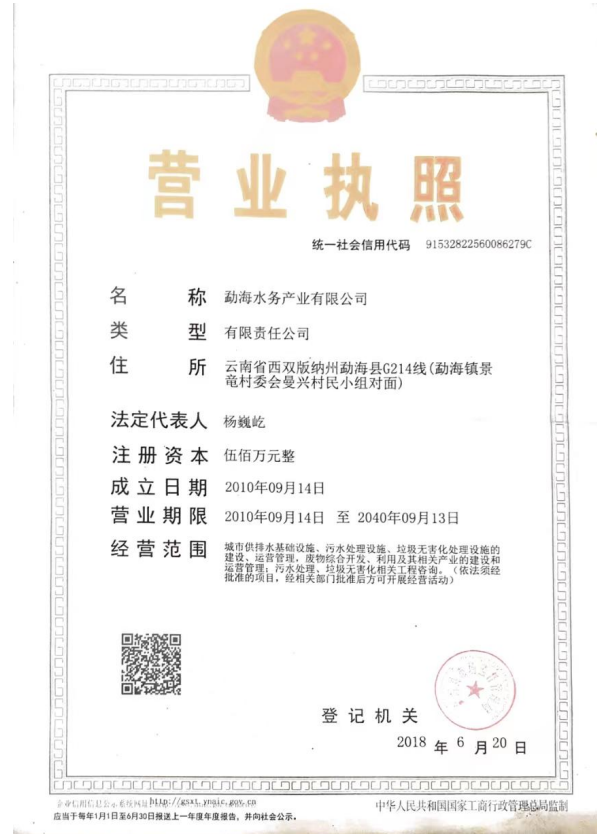 营业执照
统一社会信用代码 91532822560086279C
名称 勐海水务产业有限公司
类型 有限责任公司
住所 云南省西双版纳州勐海县G214线(勐海镇景
竜村委会曼兴村民小组对面)
法定代表人 杨巍屹
注册资本 伍佰万元整
成立日期 2010年09月14日
营业期限 2010年09月14日 至 2040年09月13日
经营范围 城市供排水基础设施、污水处理设施、垃圾无害化处理设施的
建设、运营管理，废物综合开发、利用及其相关产业的建设和
运营管理；污水处理、垃圾无害化相关工程咨询。（依法须经
批准的项目，经相关部门批准后方可开展经营活动）
登记机关
2018 年 6 月 20 日
企业信用信息公示系统网址: http://gsxt.ynaic.gov.cn
中华人民共和国国家工商行政管理总局监制
应当于每年1月1日至6月30日报送上一年度年度报告，并向社会公示。